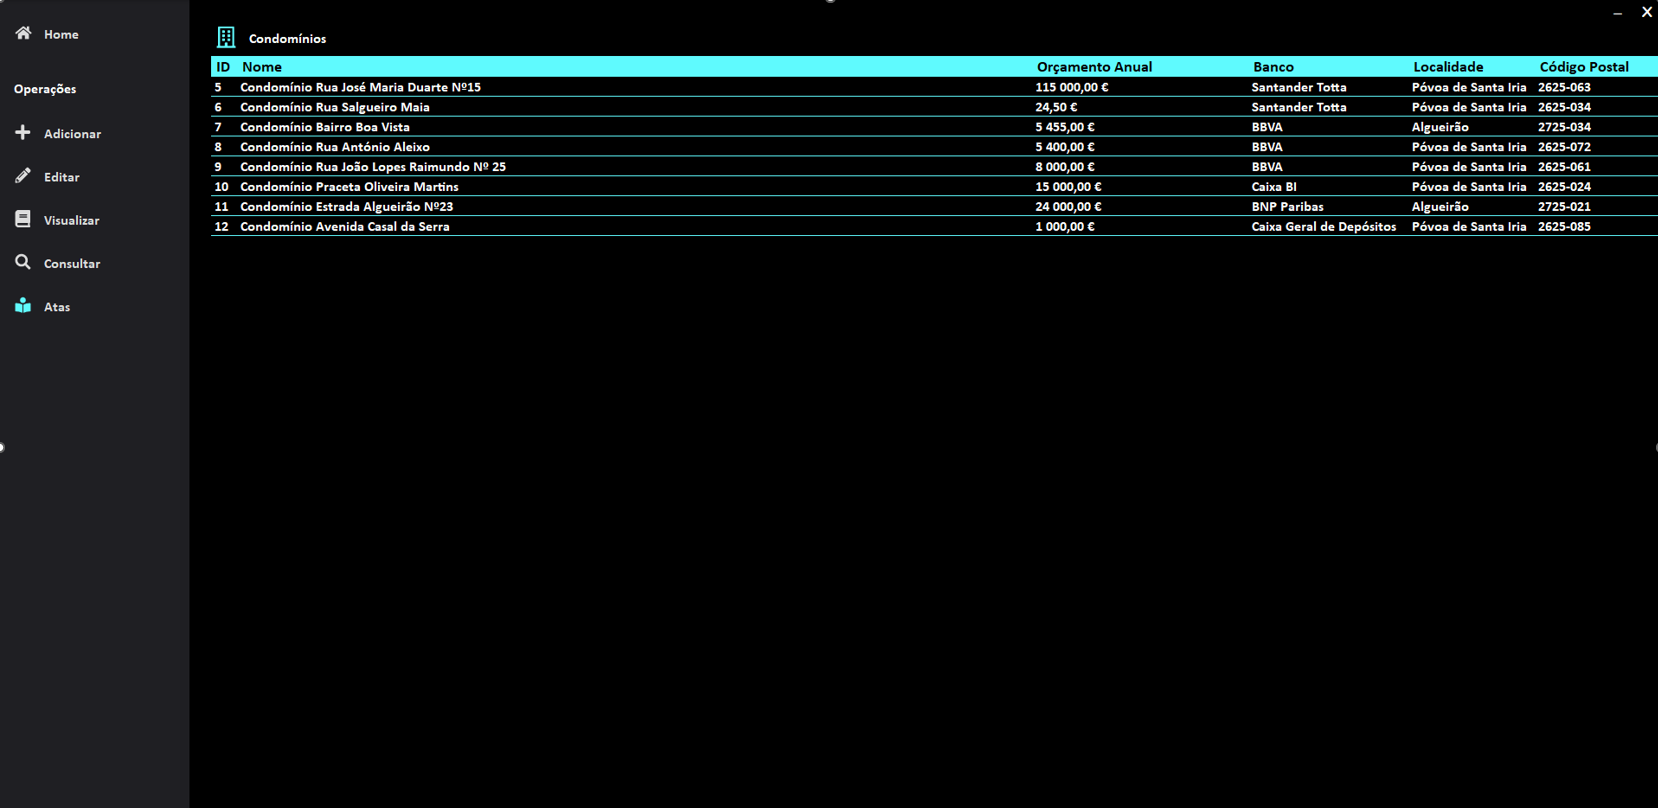 Home
Operações
Adicionar
Editar
Visualizar
Consultar
Atas
Condomínios
ID Nome Orçamento Anual Banco Localidade Código Postal
5 Condomínio Rua José Maria Duarte Nº15 115 000,00 € Santander Totta Póvoa de Santa Iria 2625-063
6 Condomínio Rua Salgueiro Maia 24,50 € Santander Totta Póvoa de Santa Iria 2625-034
7 Condomínio Bairro Boa Vista 5 455,00 € BBVA Algueirão 2725-034
8 Condomínio Rua António Aleixo 5 400,00 € BBVA Póvoa de Santa Iria 2625-072
9 Condomínio Rua João Lopes Raimundo Nº 25 8 000,00 € BBVA Póvoa de Santa Iria 2625-061
10 Condomínio Praceta Oliveira Martins 15 000,00 € Caixa BI Póvoa de Santa Iria 2625-024
11 Condomínio Estrada Algueirão Nº23 24 000,00 € BNP Paribas Algueirão 2725-021
12 Condomínio Avenida Casal da Serra 1 000,00 € Caixa Geral de Depósitos Póvoa de Santa Iria 2625-085